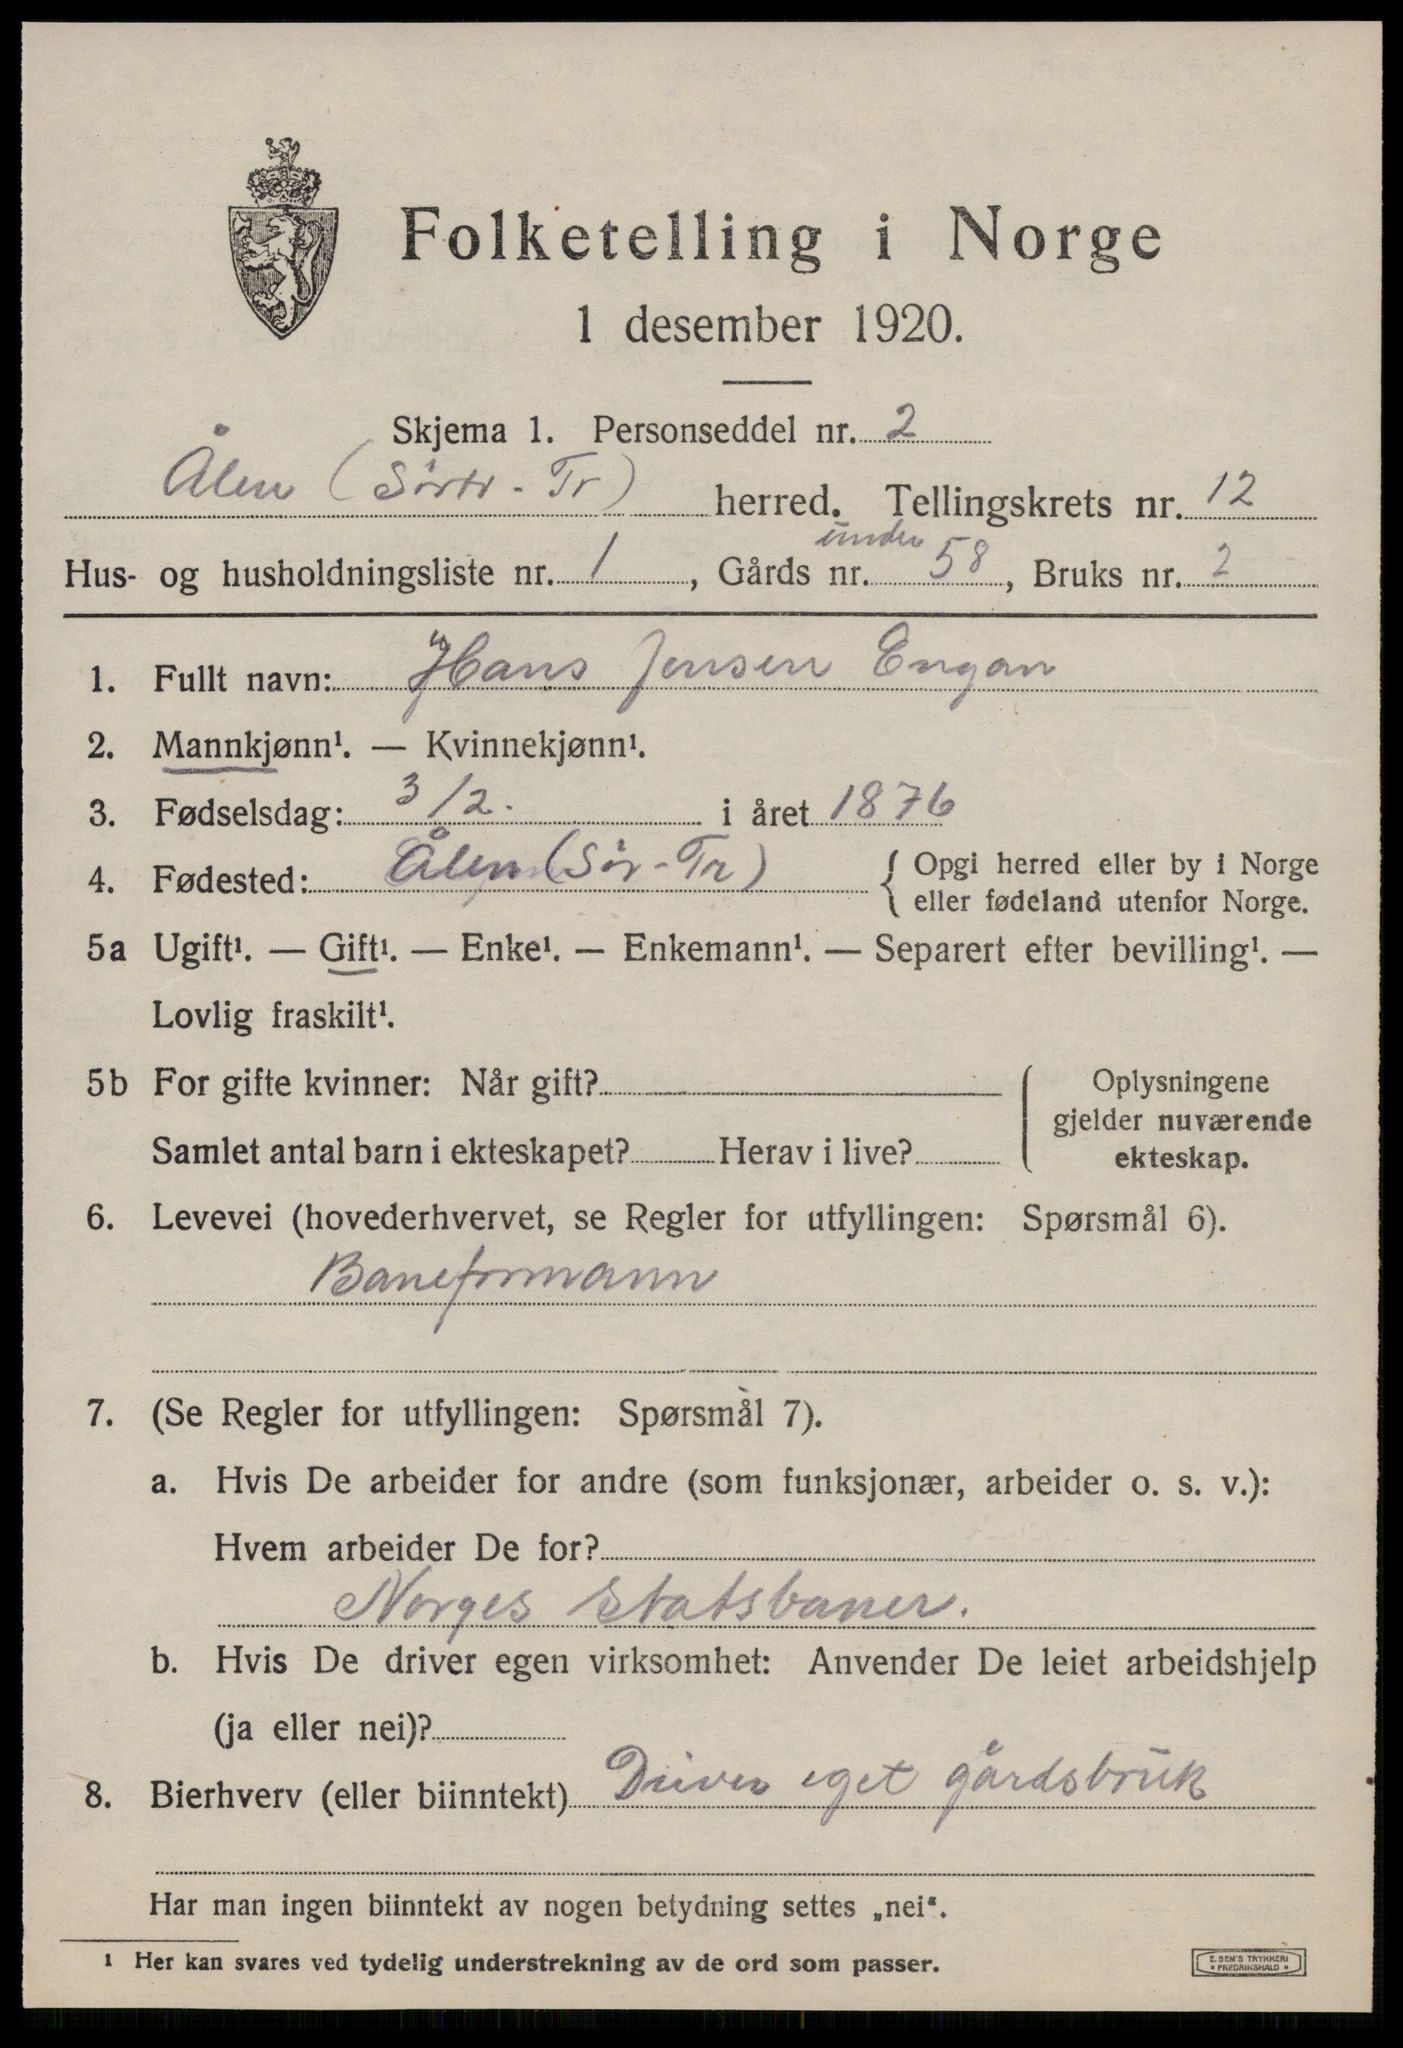 Folketelling i Norge
1 desember 1920.
Skjema 1. Personseddel nr. 2
Ålen (Sør - Tr) herred. Tellingskrets nr. 12
under
Hus- og husholdningsliste nr. 1, Gårds nr. 58, Bruks nr. 2
1. Fullt navn: Hans Jensen Engan
2. Mannkjønn¹. — Kvinnekjønn¹.
3. Fødselsdag: 3/2. i året 1876
4. Fødested: Ålen (Sør - Tr) { Opgi herred eller by i Norge
eller fødeland utenfor Norge.
5a Ugift¹. — Gift¹. — Enke¹. — Enkemann¹. — Separert efter bevilling¹. —
Lovlig fraskilt¹.
5b For gifte kvinner: Når gift?
Samlet antal barn i ekteskapet? Herav i live?
Oplysningene
gjelder nuværende
ekteskap.
6. Levevei (hovederhvervet, se Regler for utfyllingen: Spørsmål 6).
Baneformann
7. (Se Regler for utfyllingen: Spørsmål 7).
a. Hvis De arbeider for andre (som funksjonær, arbeider o. s. v.):
Hvem arbeider De for?
Norges statsbaner.
b. Hvis De driver egen virksomhet: Anvender De leiet arbeidshjelp
(ja eller nei)?
8. Bierhverv (eller biinntekt) Driver eget gårdsbruk
Har man ingen biinntekt av nogen betydning settes „nei“.
1 Her kan svares ved tydelig understrekning av de ord som passer.
E. SEM'S TRYKKERI
* FREDRIKSHALD *